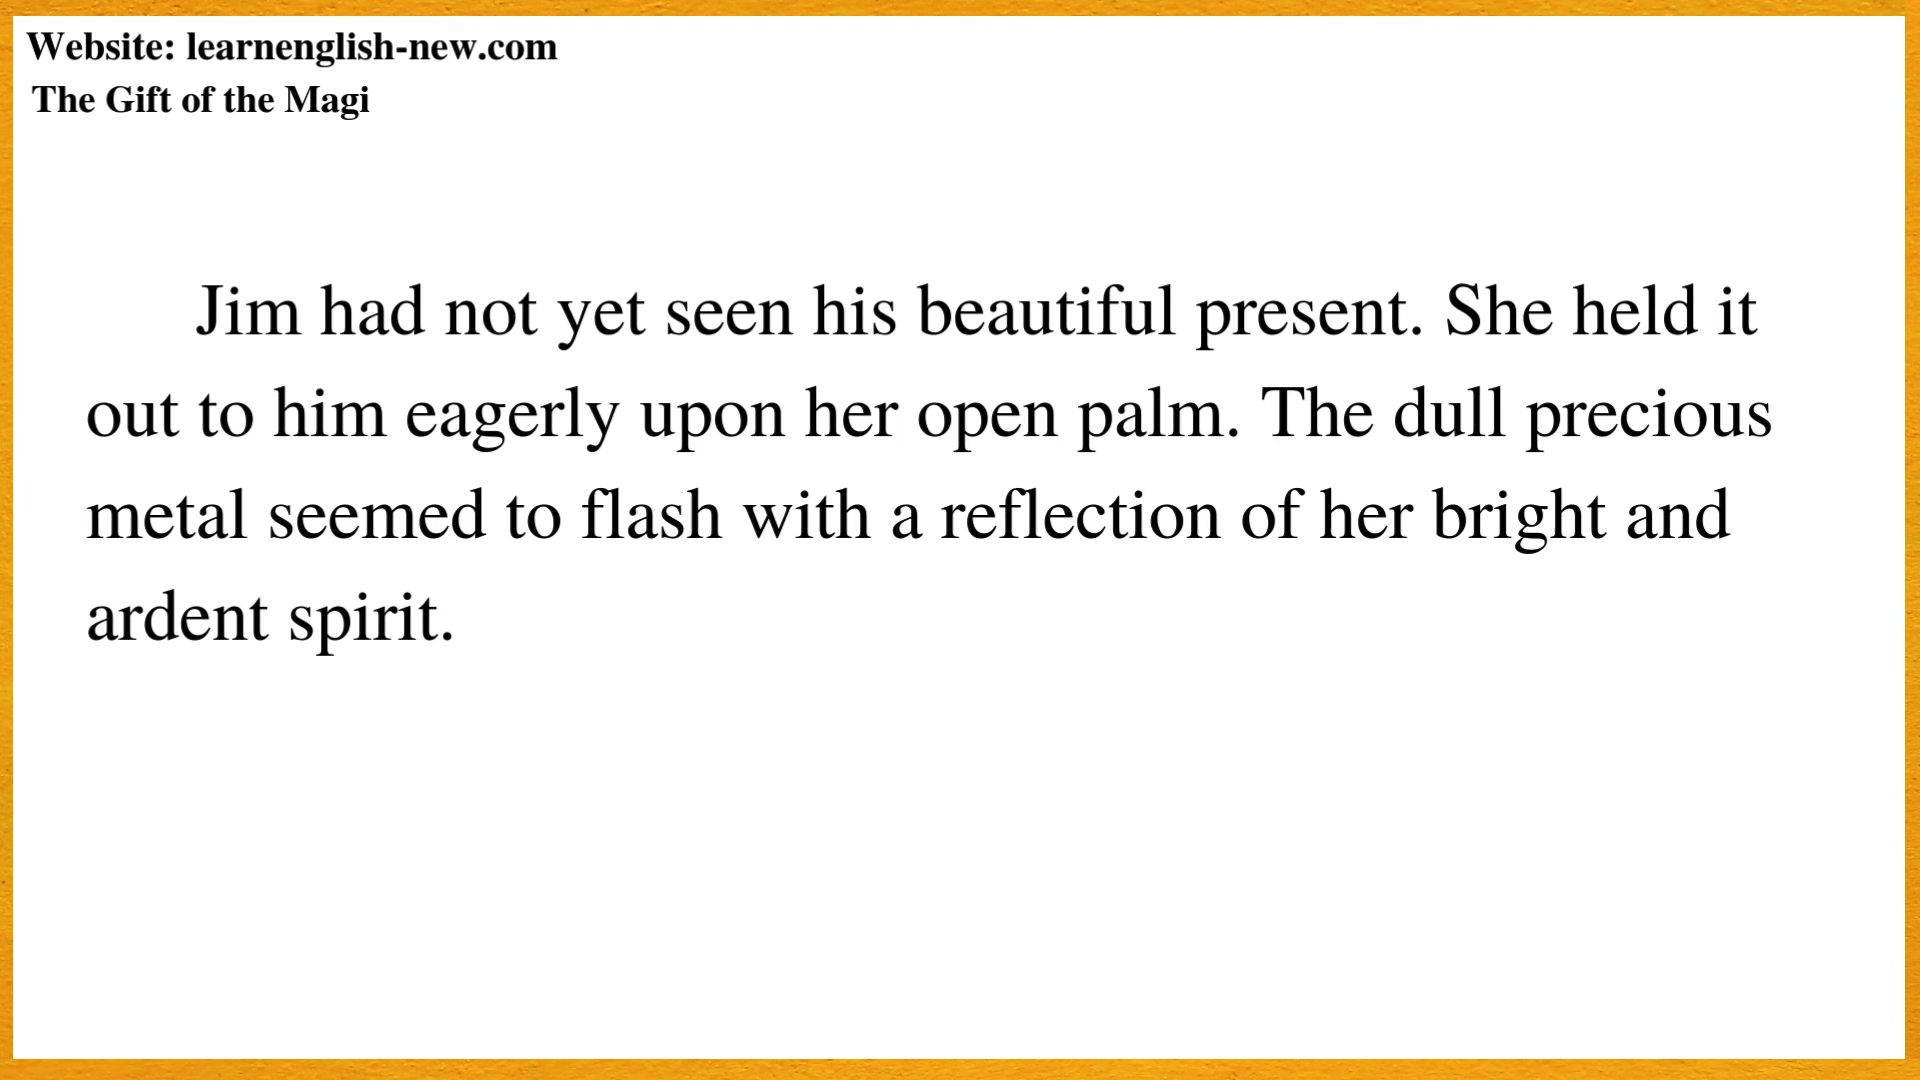 Website: learnenglish-new.com
The Gift of the Magi
Jim had not yet seen his beautiful present. She held it
out to him eagerly upon her open palm. The dull precious
metal seemed to flash with a reflection of her bright and
ardent spirit.